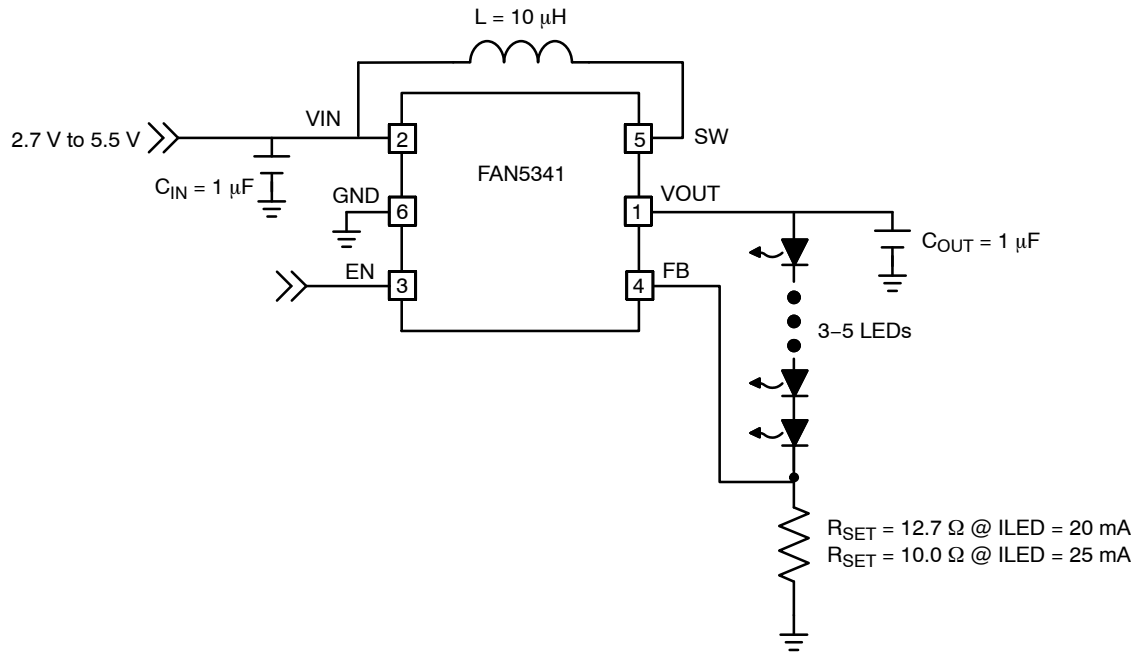 L = 10 μH
VIN
2.7 V to 5.5 V
2
5
SW
FAN5341
C_IN = 1 μF
GND
6
1
VOUT
C_OUT = 1 μF
EN
3
4
FB
3–5 LEDs
R_SET = 12.7 Ω @ ILED = 20 mA
R_SET = 10.0 Ω @ ILED = 25 mA